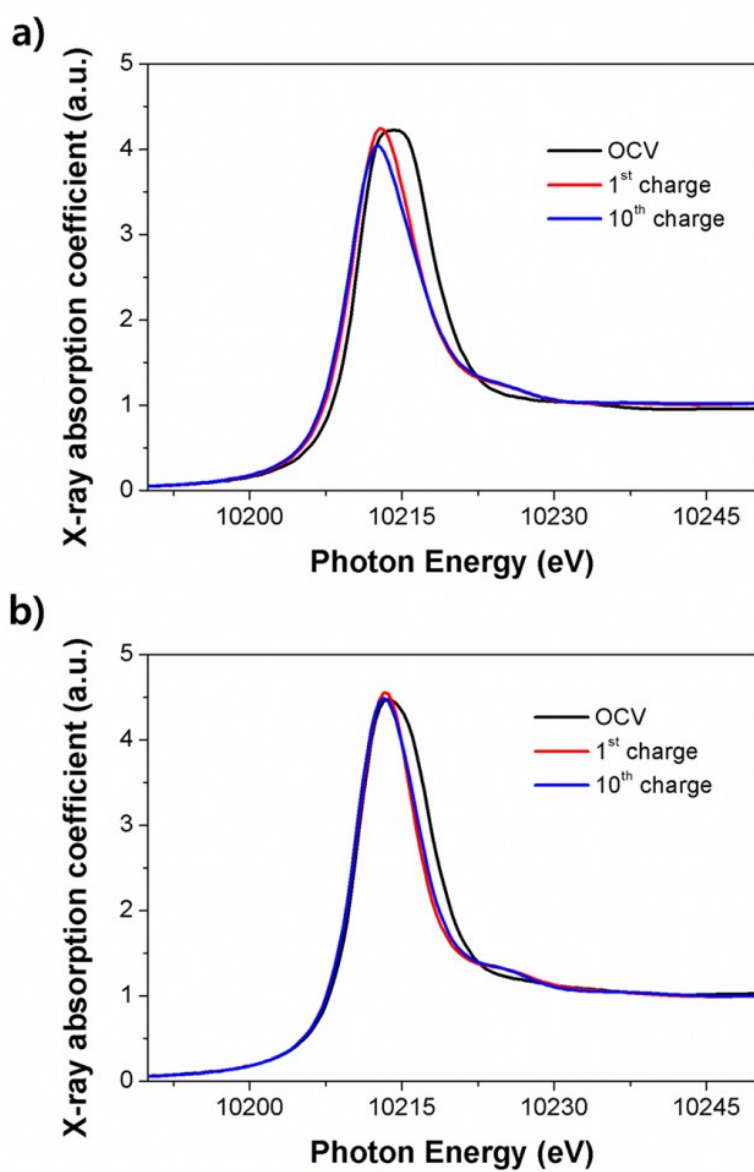 a)
X-ray absorption coefficient (a.u.)
5
4
3
2
1
0
OCV
1st charge
10th charge
10200
10215
10230
10245
Photon Energy (eV)
b)
X-ray absorption coefficient (a.u.)
5
4
3
2
1
0
OCV
1st charge
10th charge
10200
10215
10230
10245
Photon Energy (eV)